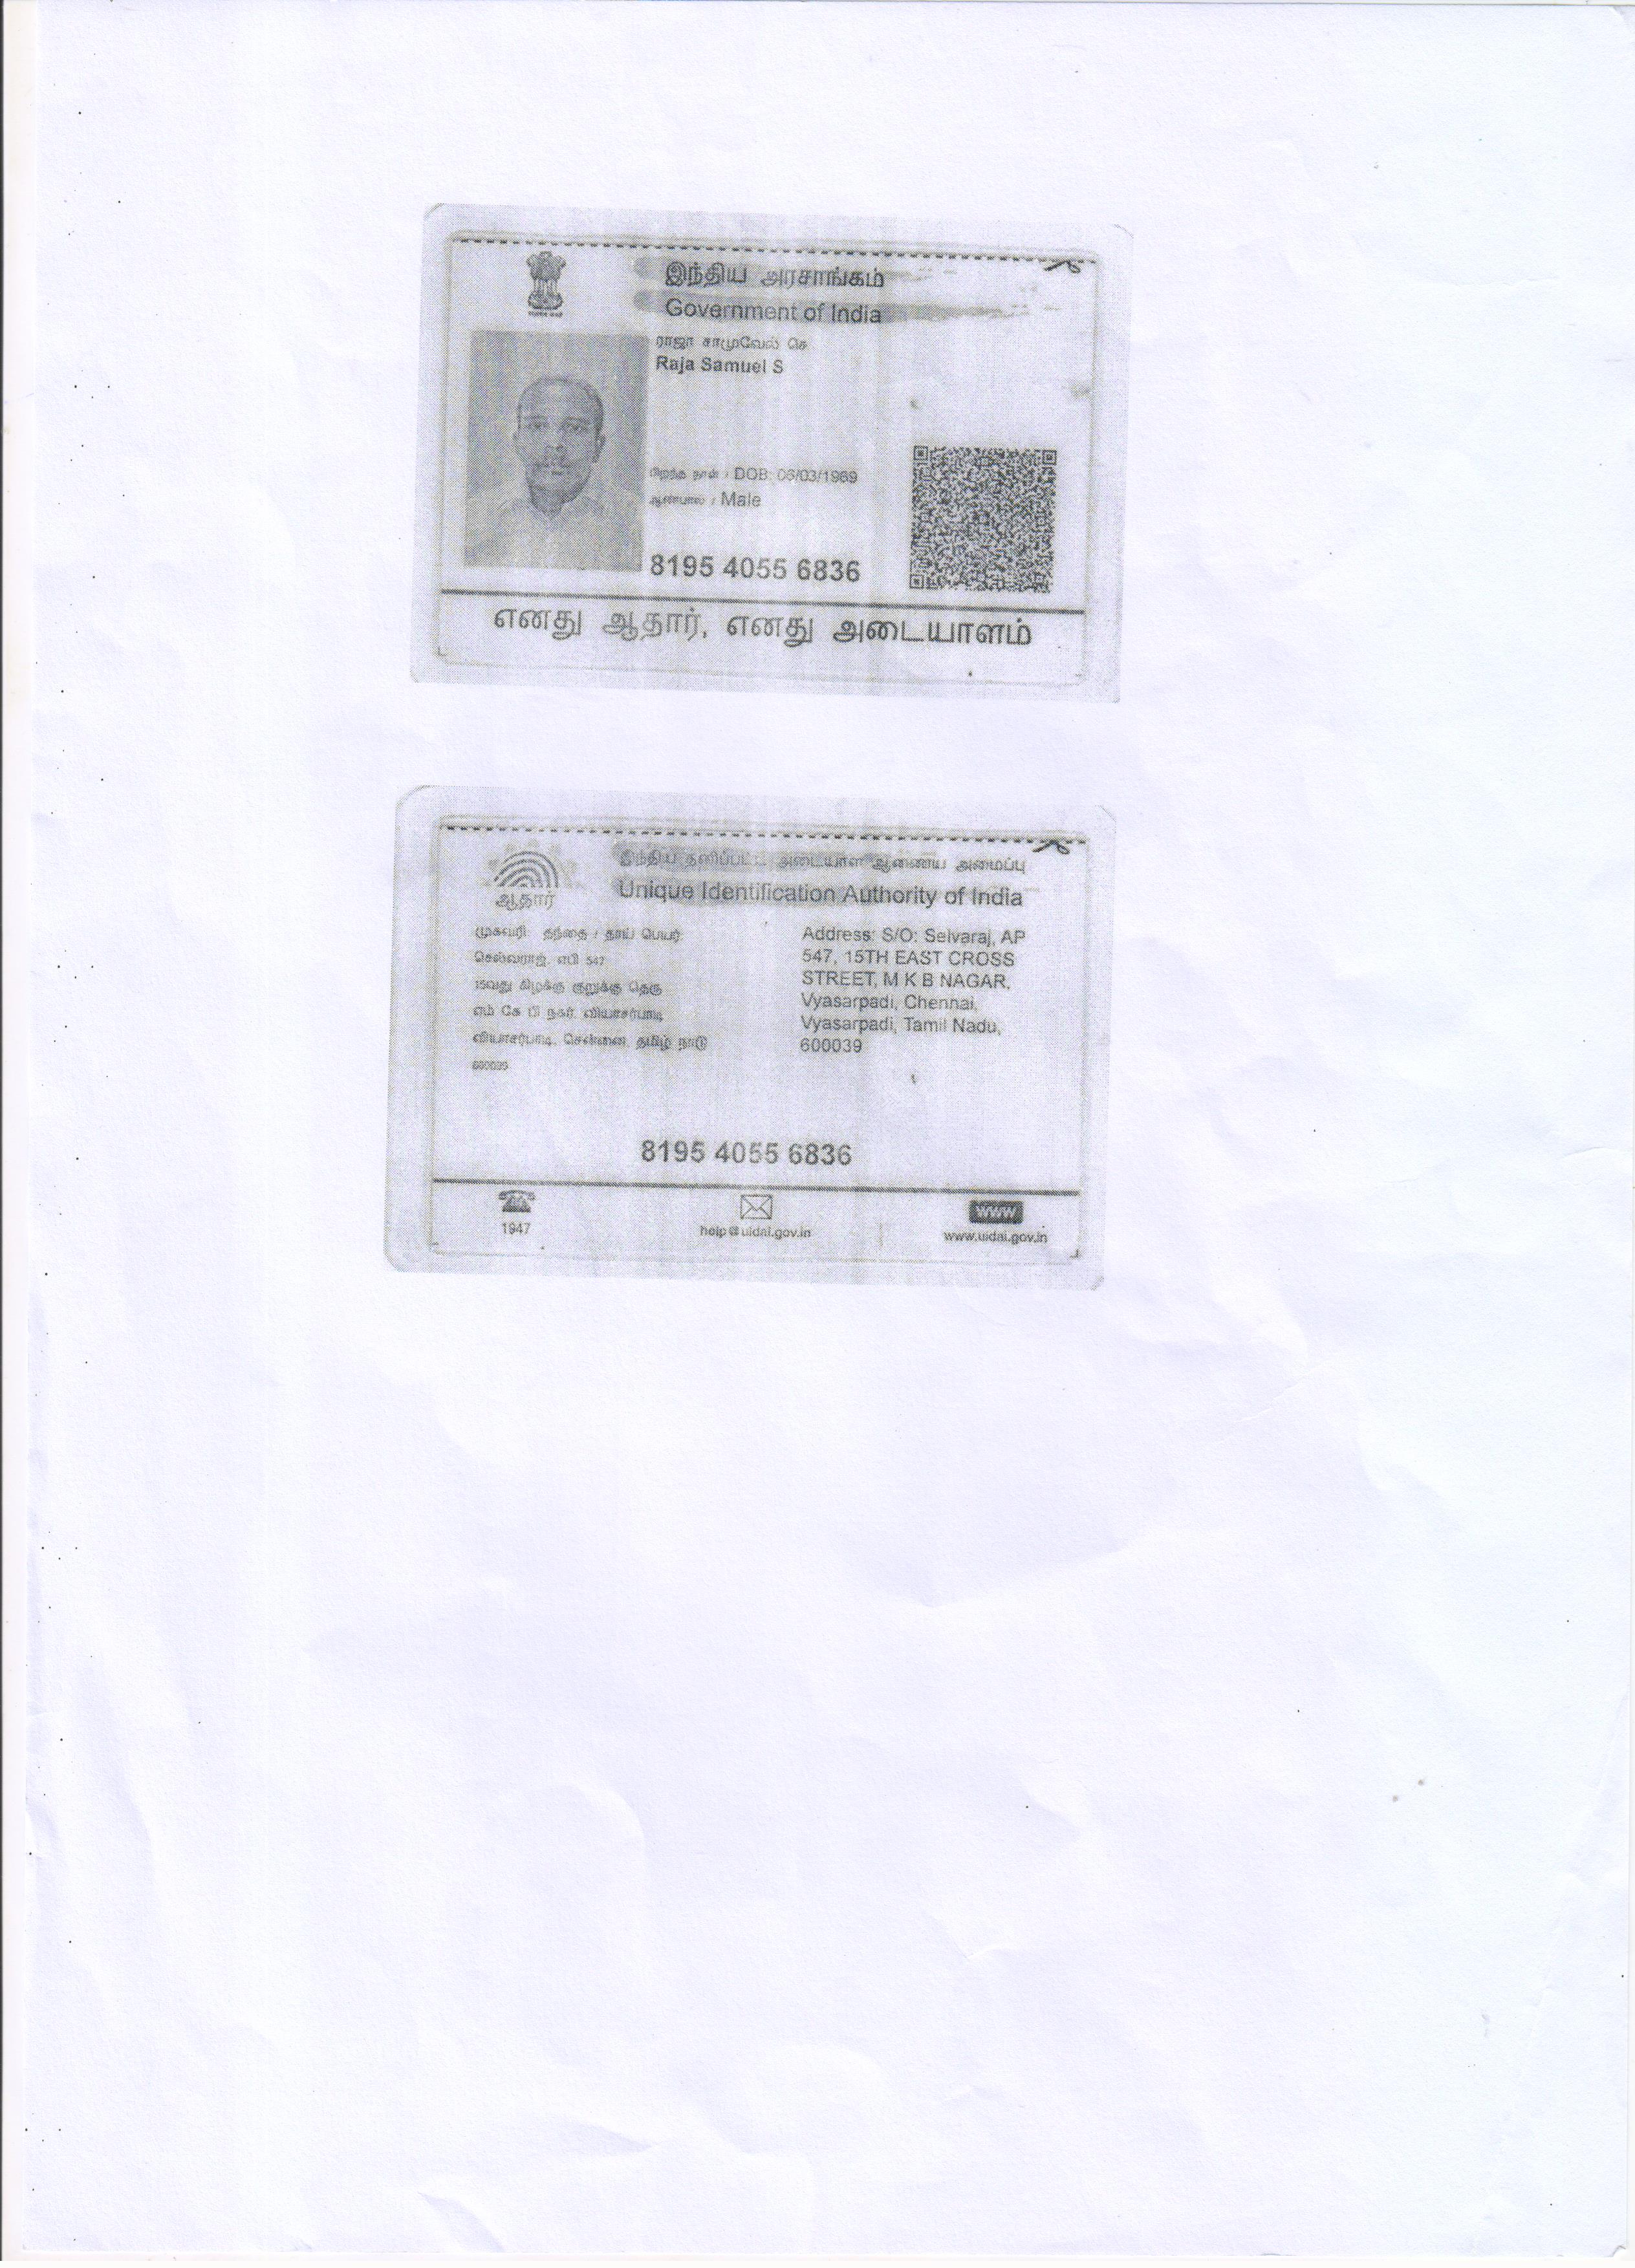 இந்திய அரசாங்கம்
Government of India
ராஜா சாமுவேல் செ
Raja Samuel S
பிறந்த நாள் / DOB: 06/03/1969
ஆண்பால் / Male
8195 4055 6836
எனது ஆதார், எனது அடையாளம்
இந்திய தனிப்பட்ட அடையாள ஆணைய அமைப்பு
Unique Identification Authority of India
ஆதார்
முகவரி: தந்தை / தாய் பெயர்:
செல்வராஜ், எபி 547
15வது கிழக்கு குறுக்கு தெரு
எம் கே பி நகர், வியாசர்பாடி
வியாசர்பாடி, சென்னை, தமிழ் நாடு
600039
Address: S/O: Selvaraj, AP
547, 15TH EAST CROSS
STREET, M K B NAGAR,
Vyasarpadi, Chennai,
Vyasarpadi, Tamil Nadu,
600039
8195 4055 6836
1947
help@uidai.gov.in
www
www.uidai.gov.in